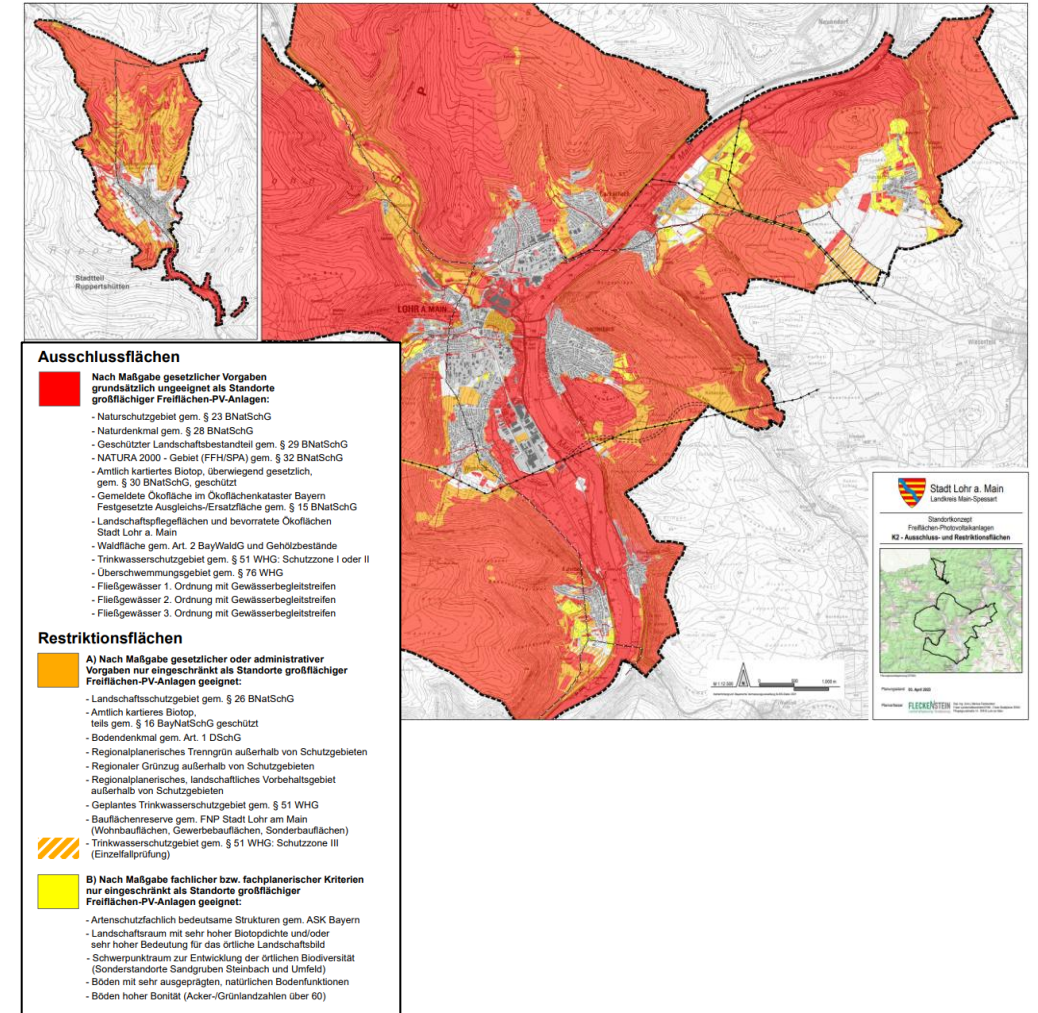 Stadtteil
Ruppertshütten
LOHR A. MAIN
Ausschlussflächen
Nach Maßgabe gesetzlicher Vorgaben
grundsätzlich ungeeignet als Standorte
großflächiger Freiflächen-PV-Anlagen:
- Naturschutzgebiet gem. § 23 BNatSchG
- Naturdenkmal gem. § 28 BNatSchG
- Geschützter Landschaftsbestandteil gem. § 29 BNatSchG
- NATURA 2000 - Gebiet (FFH/SPA) gem. § 32 BNatSchG
- Amtlich kartiertes Biotop, überwiegend gesetzlich,
gem. § 30 BNatSchG, geschützt
- Gemeldete Ökofläche im Ökoflächenkataster Bayern
Festgesetzte Ausgleichs-/Ersatzfläche gem. § 15 BNatSchG
- Landschaftspflegeflächen und bevorratete Ökoflächen
Stadt Lohr a. Main
- Waldfläche gem. Art. 2 BayWaldG und Gehölzbestände
- Trinkwasserschutzgebiet gem. § 51 WHG: Schutzzone I oder II
- Überschwemmungsgebiet gem. § 76 WHG
- Fließgewässer 1. Ordnung mit Gewässerbegleitstreifen
- Fließgewässer 2. Ordnung mit Gewässerbegleitstreifen
- Fließgewässer 3. Ordnung mit Gewässerbegleitstreifen
Restriktionsflächen
A) Nach Maßgabe gesetzlicher oder administrativer
Vorgaben nur eingeschränkt als Standorte großflächiger
Freiflächen-PV-Anlagen geeignet:
- Landschaftsschutzgebiet gem. § 26 BNatSchG
- Amtlich kartieres Biotop,
teils gem. § 16 BayNatSchG geschützt
- Bodendenkmal gem. Art. 1 DSchG
- Regionalplanerisches Trenngrün außerhalb von Schutzgebieten
- Regionaler Grünzug außerhalb von Schutzgebieten
- Regionalplanerisches, landschaftliches Vorbehaltsgebiet
außerhalb von Schutzgebieten
- Geplantes Trinkwasserschutzgebiet gem. § 51 WHG
- Bauflächenreserve gem. FNP Stadt Lohr am Main
(Wohnbauflächen, Gewerbebauflächen, Sonderbauflächen)
- Trinkwasserschutzgebiet gem. § 51 WHG: Schutzzone III
(Einzelfallprüfung)
B) Nach Maßgabe fachlicher bzw. fachplanerischer Kriterien
nur eingeschränkt als Standorte großflächiger
Freiflächen-PV-Anlagen geeignet:
- Artenschutzfachlich bedeutsame Strukturen gem. ASK Bayern
- Landschaftsraum mit sehr hoher Biotopdichte und/oder
sehr hoher Bedeutung für das örtliche Landschaftsbild
- Schwerpunktraum zur Entwicklung der örtlichen Biodiversität
(Sonderstandorte Sandgruben Steinbach und Umfeld)
- Böden mit sehr ausgeprägten, natürlichen Bodenfunktionen
- Böden hoher Bonität (Acker-/Grünlandzahlen über 60)
Stadt Lohr a. Main
Landkreis Main-Spessart
Standortkonzept
Freiflächen-Photovoltaikanlagen
K2 - Ausschluss- und Restriktionsflächen
FLECKENSTEIN